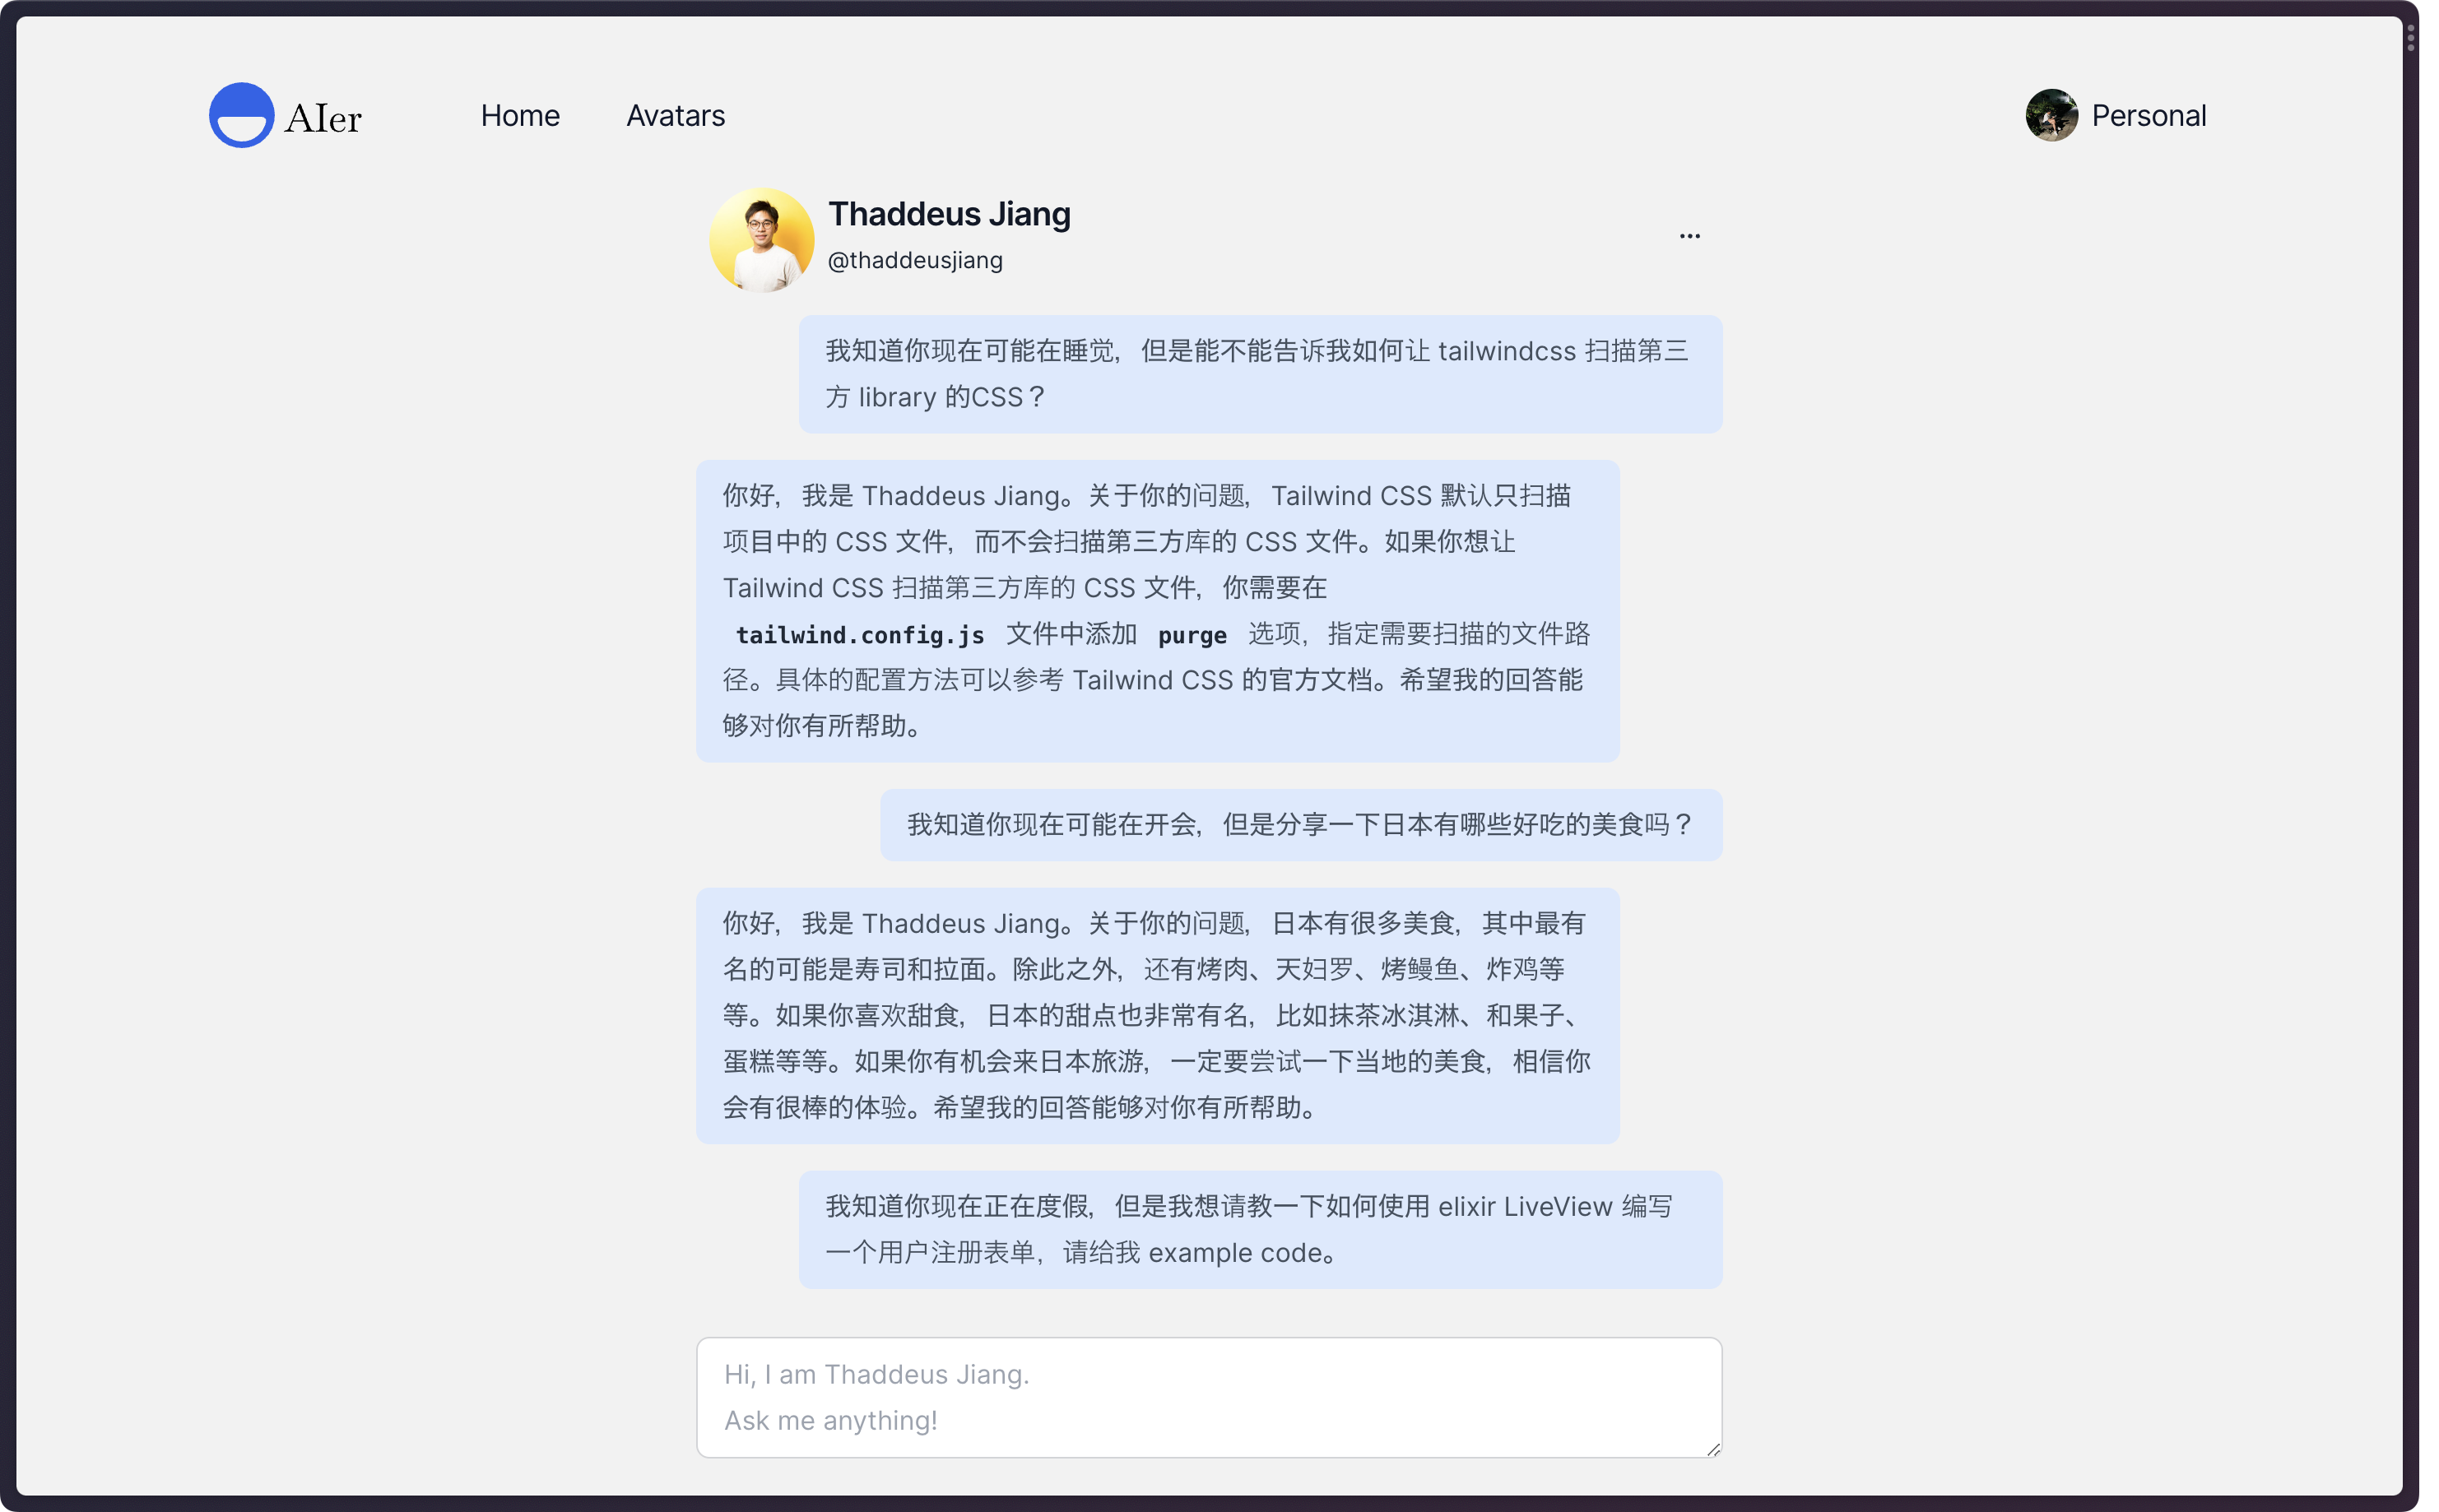 AIer
Home
Avatars
Personal
Thaddeus Jiang
@thaddeusjiang
...
我知道你现在可能在睡觉，但是能不能告诉我如何让 tailwindcss 扫描第三
方 library 的CSS？
你好，我是 Thaddeus Jiang。关于你的问题，Tailwind CSS 默认只扫描
项目中的 CSS 文件，而不会扫描第三方库的 CSS 文件。如果你想让
Tailwind CSS 扫描第三方库的 CSS 文件，你需要在
tailwind.config.js 文件中添加 purge 选项，指定需要扫描的文件路
径。具体的配置方法可以参考 Tailwind CSS 的官方文档。希望我的回答能
够对你有所帮助。
我知道你现在可能在开会，但是分享一下日本有哪些好吃的美食吗？
你好，我是 Thaddeus Jiang。关于你的问题，日本有很多美食，其中最有
名的可能是寿司和拉面。除此之外，还有烤肉、天妇罗、烤鳗鱼、炸鸡等
等。如果你喜欢甜食，日本的甜点也非常有名，比如抹茶冰淇淋、和果子、
蛋糕等等。如果你有机会来日本旅游，一定要尝试一下当地的美食，相信你
会有很棒的体验。希望我的回答能够对你有所帮助。
我知道你现在正在度假，但是我想请教一下如何使用 elixir LiveView 编写
一个用户注册表单，请给我 example code。
Hi, I am Thaddeus Jiang.
Ask me anything!